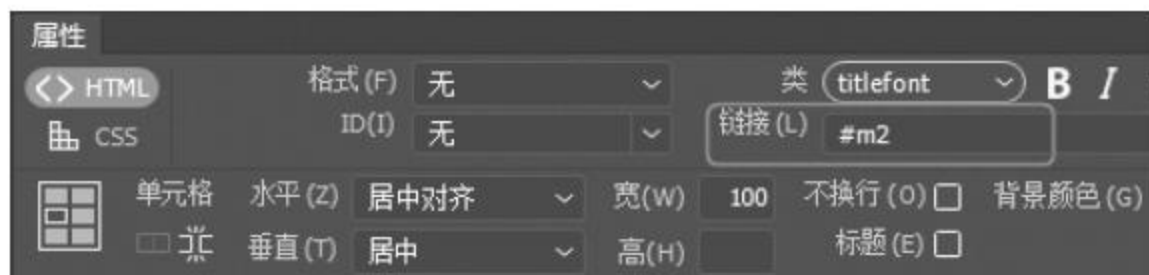 属性
<> HTML 格式(F) 无 类 titlefont B I
CSS ID(I) 无 链接(L) #m2
单元格 水平(Z) 居中对齐 宽(W) 100 不换行(O) 背景颜色(G)
垂直(T) 居中 高(H) 标题(E)